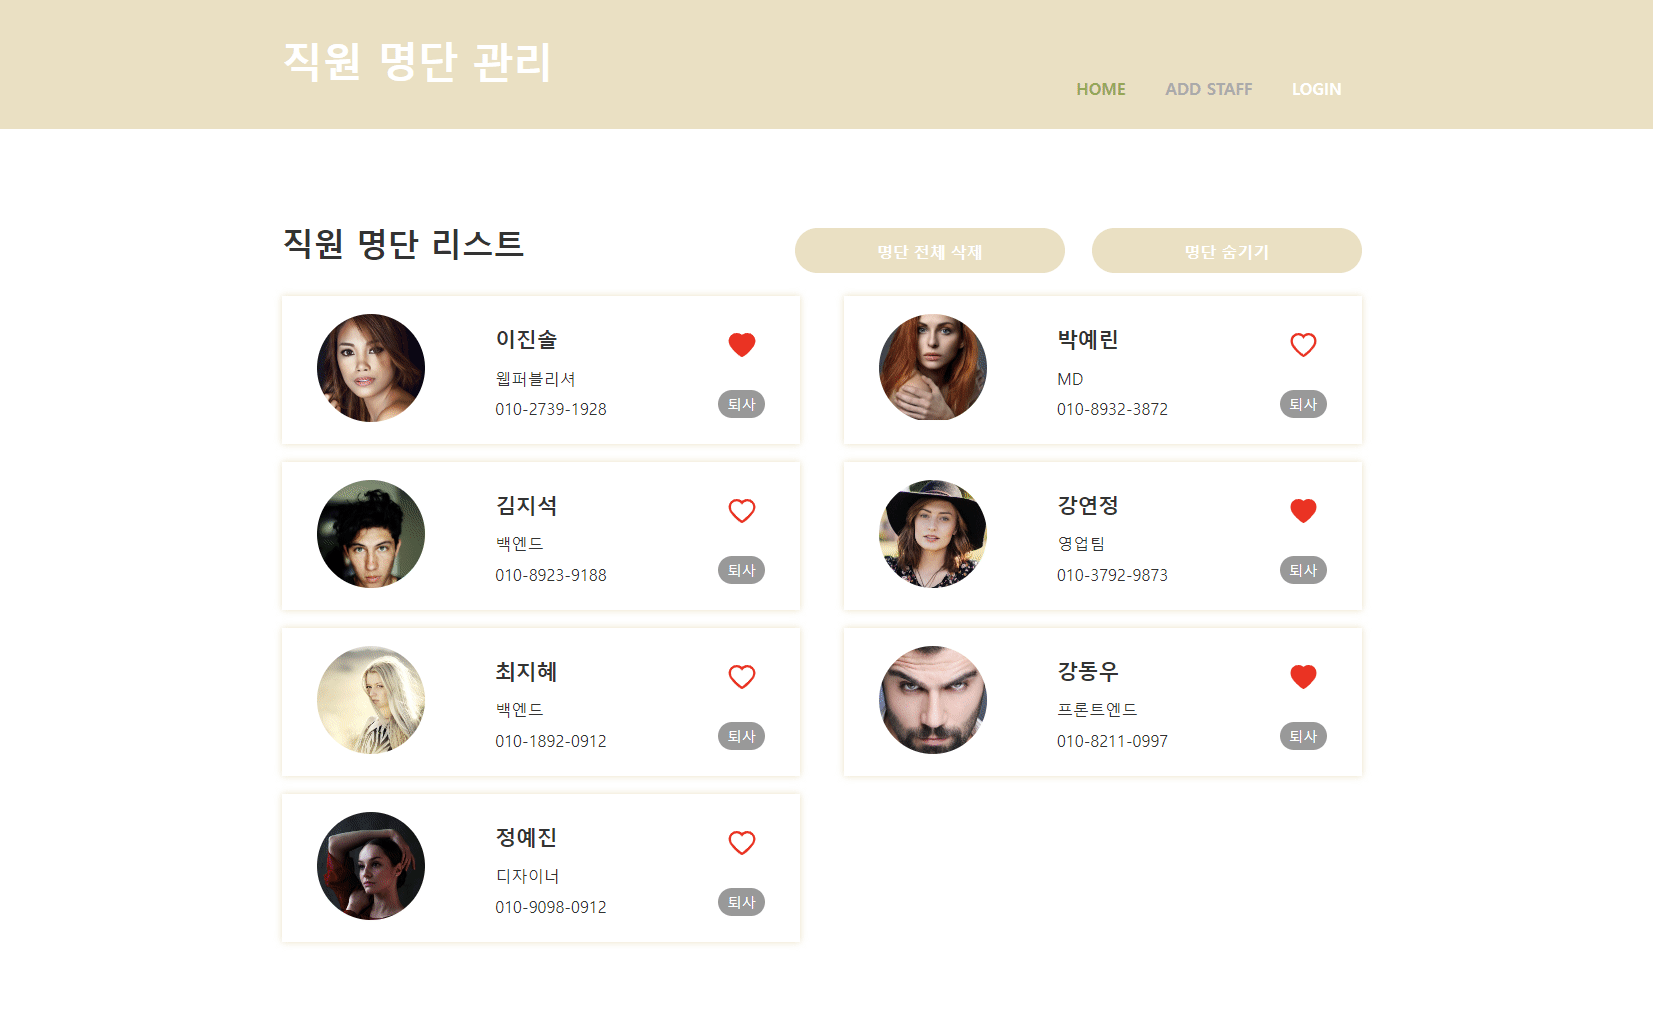 직원 명단 관리
HOME ADD STAFF LOGIN
직원 명단 리스트
명단 전체 삭제
명단 숨기기
이진솔
웹퍼블리셔
010-2739-1928
퇴사
박예린
MD
010-8932-3872
퇴사
김지석
백엔드
010-8923-9188
퇴사
강연정
영업팀
010-3792-9873
퇴사
최지혜
백엔드
010-1892-0912
퇴사
강동우
프론트엔드
010-8211-0997
퇴사
정예진
디자이너
010-9098-0912
퇴사